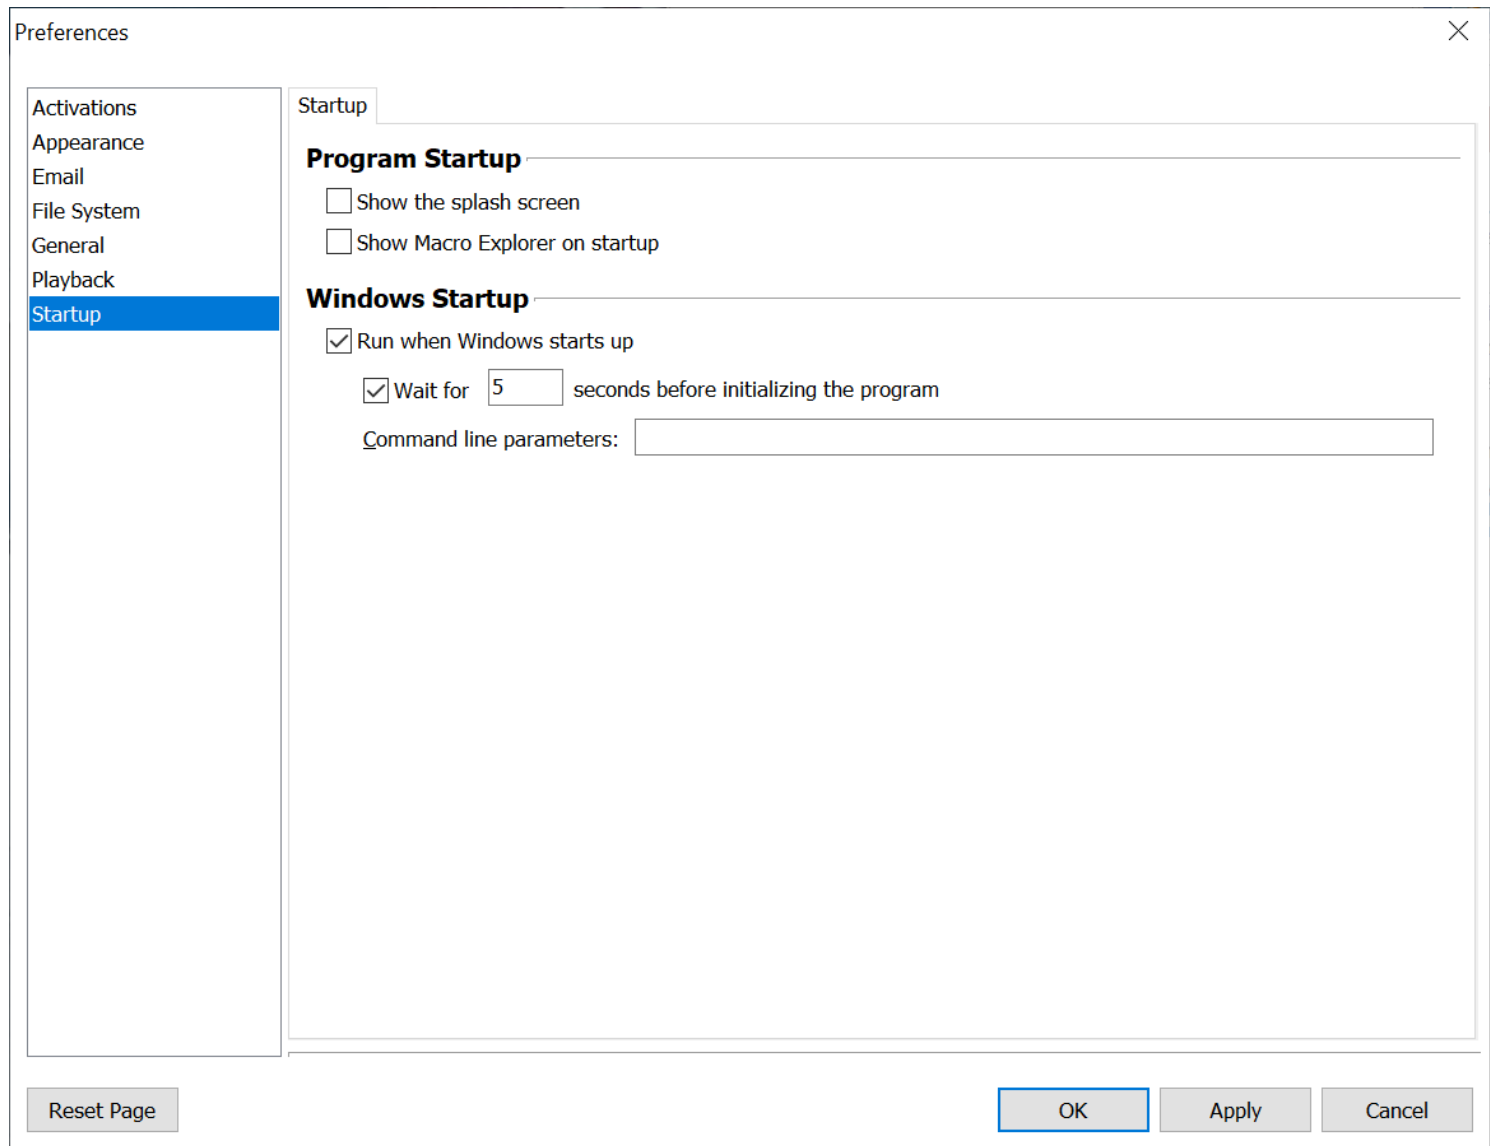 Preferences
Activations
Appearance
Email
File System
General
Playback
Startup
Startup
Program Startup
Show the splash screen
Show Macro Explorer on startup
Windows Startup
Run when Windows starts up
Wait for 5 seconds before initializing the program
Command line parameters:
Reset Page
OK
Apply
Cancel